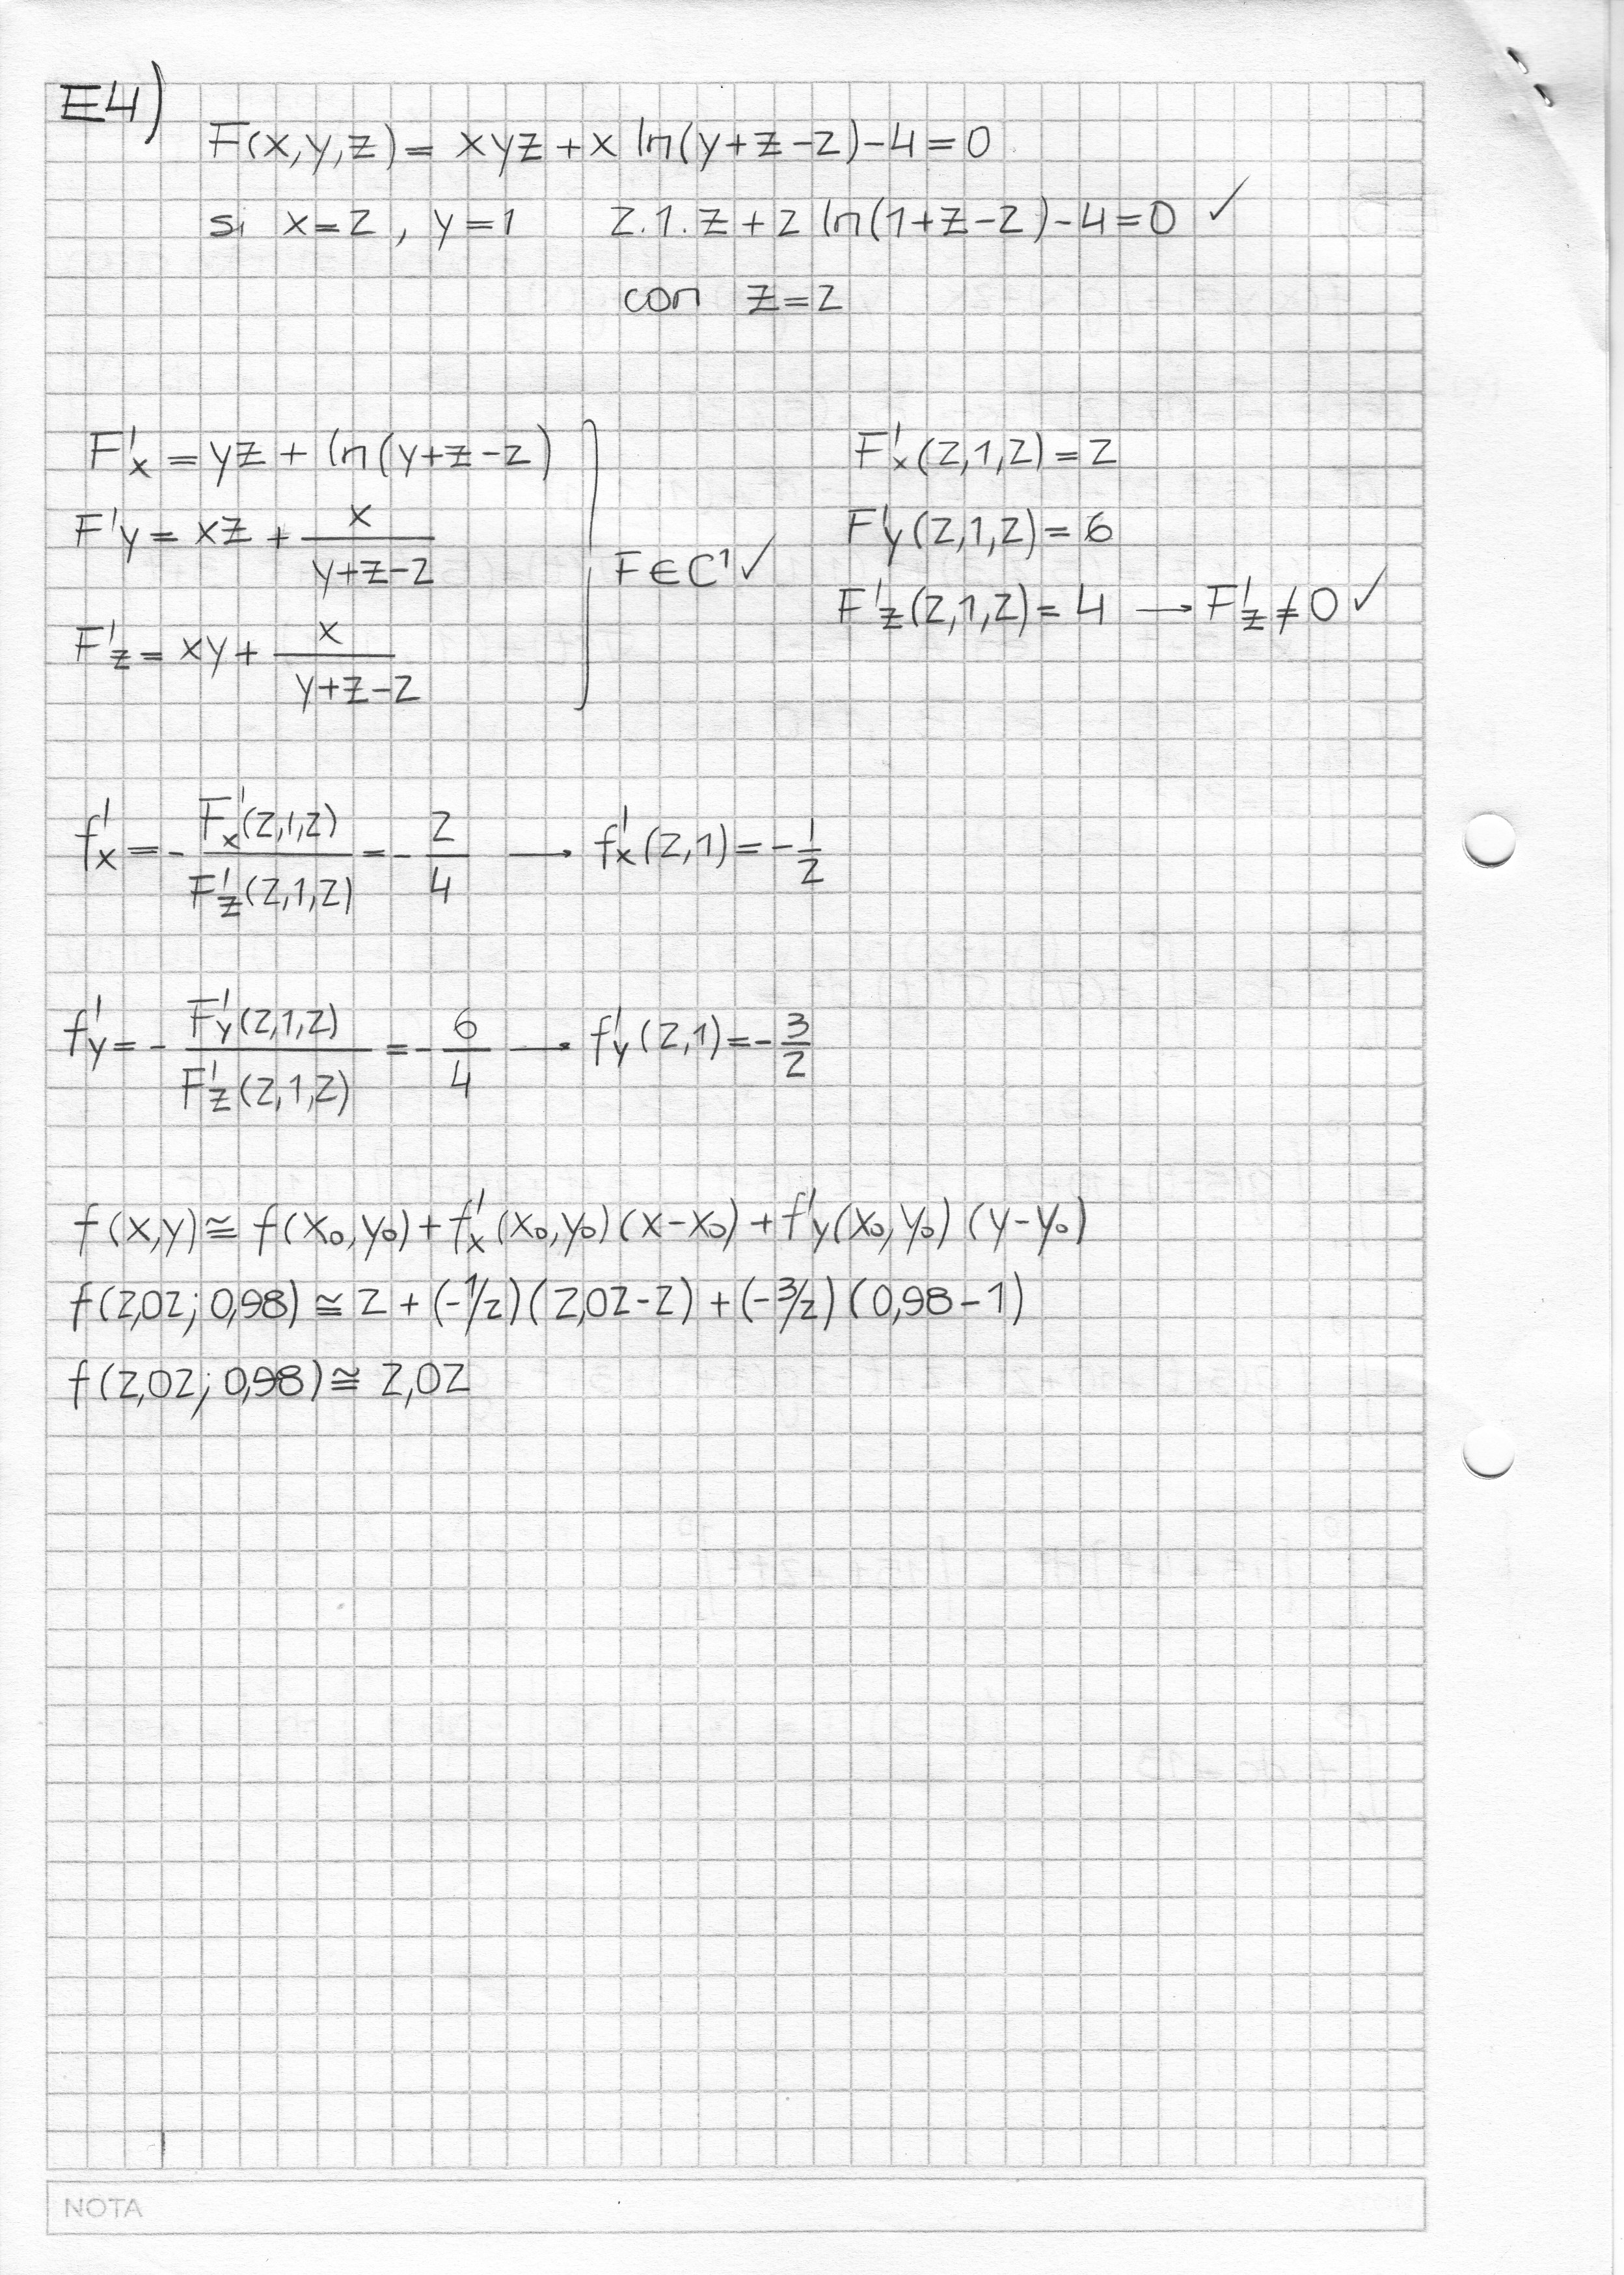 E4)
F(x,y,z) = xyz + x ln(y+z-2)-4=0
si x=2, y=1 2.1.z + 2 ln(1+z-2)-4=0 ✓
con z=2
F'x = yz + ln(y+z-2)
F'x(2,1,2)=2
F'y = xz + x/(y+z-2)
F'y(2,1,2)=6
F∈C¹ ✓
F'z(2,1,2)=4 → F'z≠0 ✓
F'z = xy + x/(y+z-2)
f'x = - F'x(2,1,2)/F'z(2,1,2) = - 2/4 → f'x(2,1)= -1/2
f'y = - F'y(2,1,2)/F'z(2,1,2) = - 6/4 → f'y(2,1)= -3/2
f(x,y) ≅ f(x₀,y₀)+f'x(x₀,y₀)(x-x₀)+f'y(x₀,y₀)(y-y₀)
f(2,02; 0,98) ≅ 2 + (-1/2)(2,02-2) + (-3/2)(0,98-1)
f(2,02; 0,98) ≅ 2,02
NOTA